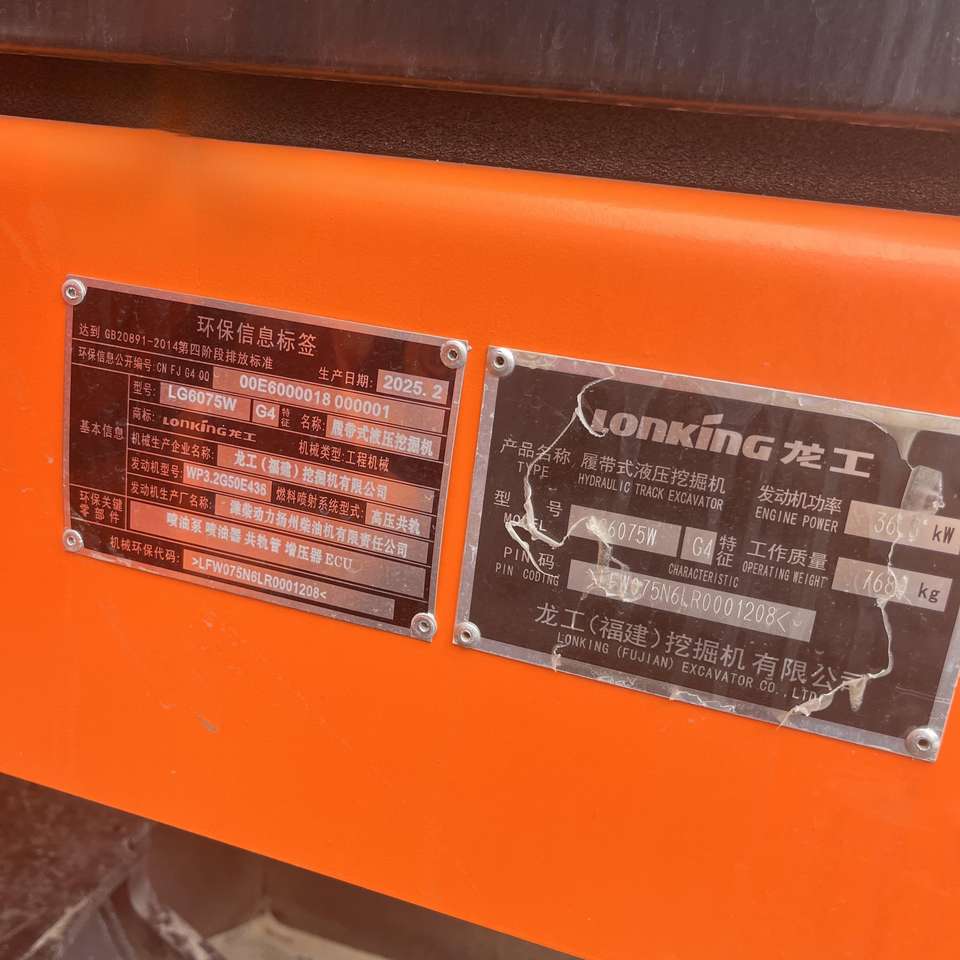 环保信息标签
达到 GB20891-2014第四阶段排放标准
生产日期: 2025.2
环保信息公开编号: CN FJ G4 00 00E6000018 000001
基本信息
型号: LG6075W G4 特征 名称: 履带式液压挖掘机
商标: LONKING龙工 机械类型: 工程机械
机械生产企业名称: 龙工(福建)挖掘机有限公司
发动机型号: WP3.2G50E436 燃料喷射系统型式: 高压共轨
发动机生产厂名称: 潍柴动力扬州柴油机有限责任公司
环保关键零部件 喷油泵 喷油器 共轨管 增压器 ECU
机械环保代码: >LFW075N6LR0001208<
LONKING 龙工
产品名称 履带式液压挖掘机 发动机功率 kW
TYPE HYDRAULIC TRACK EXCAVATOR ENGINE POWER
型号 6075W G4 特征 工作质量 kg
MODEL CHARACTERISTIC OPERATING WEIGHT
PIN 码 LFW075N6LR0001208<
PIN CODING
龙工(福建)挖掘机有限公司
LONKING (FUJIAN) EXCAVATOR CO.,LTD